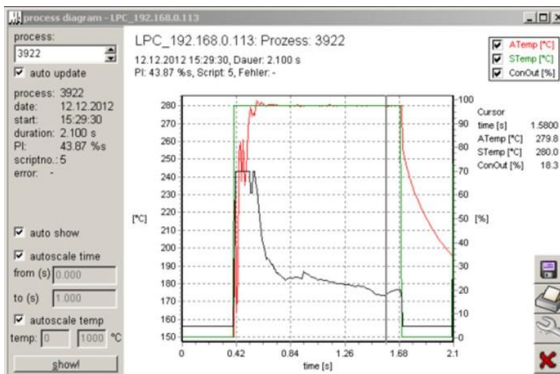 process diagram - LPC_192.168.0.113
process:
3922
auto update
process: 3922
date: 12.12.2012
start: 15:29:30
duration: 2.100 s
PI: 43.87 %s
scriptno.: 5
error: -
auto show
autoscale time
from (s) 0.000
to (s) 1.000
autoscale temp
temp: 0 1000 °C
show!
LPC_192.168.0.113: Prozess: 3922
12.12.2012 15:29:30, Dauer: 2.100 s
PI: 43.87 %s, Script: 5, Fehler: -
ATemp [°C]
STemp [°C]
ConOut [%]
Cursor
time [s] 1.5800
ATemp [°C] 279.8
STemp [°C] 280.0
ConOut [%] 18.3
[°C]
280
270
260
250
240
230
220
210
200
190
180
170
160
150
100
90
80
70
60
50
40
30
20
10
0
[%]
0 0.42 0.84 1.26 1.68 2.1
time [s]